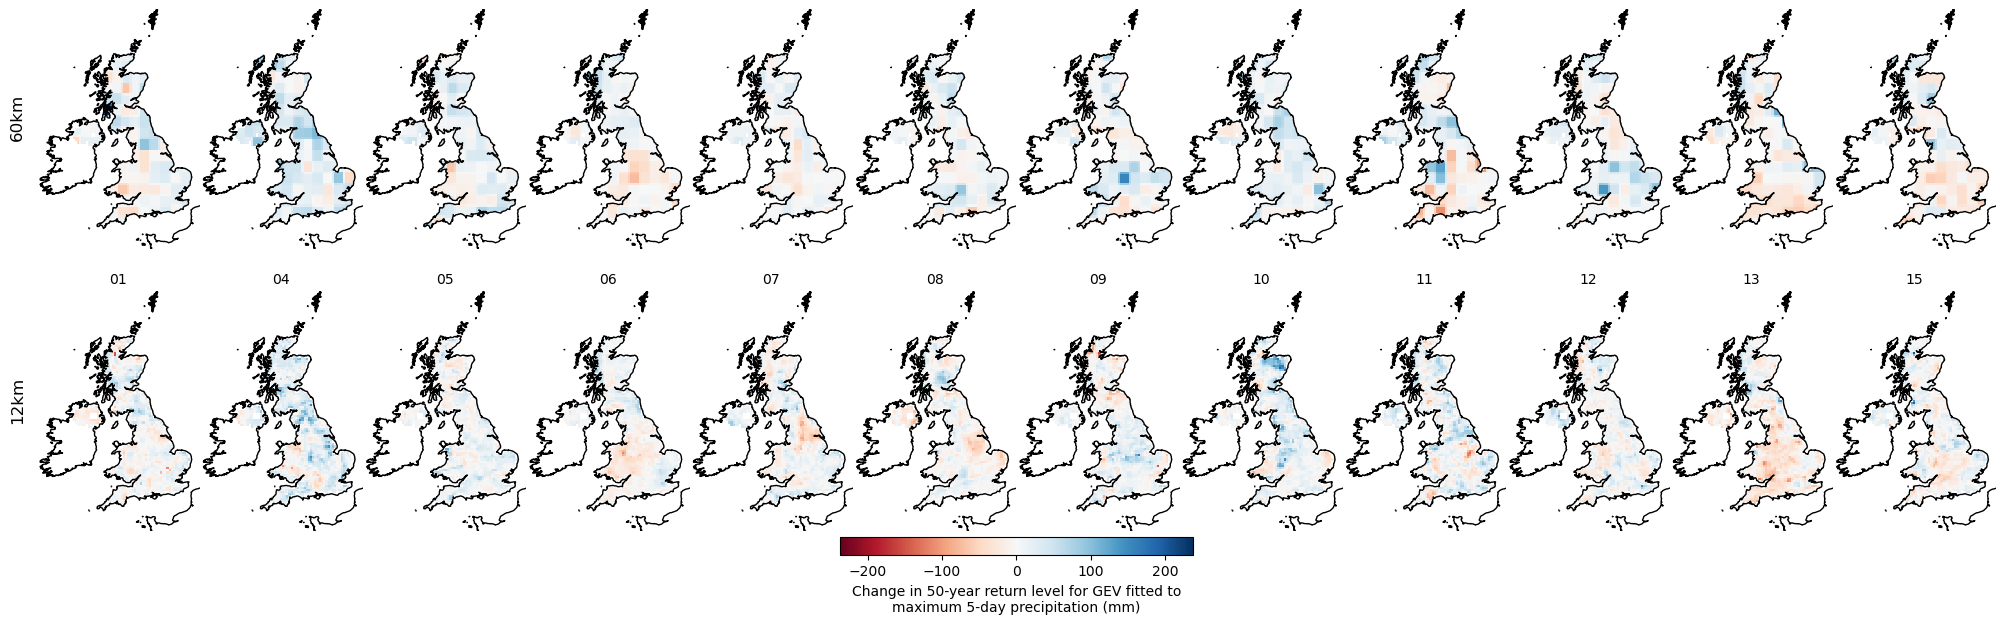 60km
01 04 05 06 07 08 09 10 11 12 13 15
12km
−200 −100 0 100 200
Change in 50-year return level for GEV fitted to
maximum 5-day precipitation (mm)